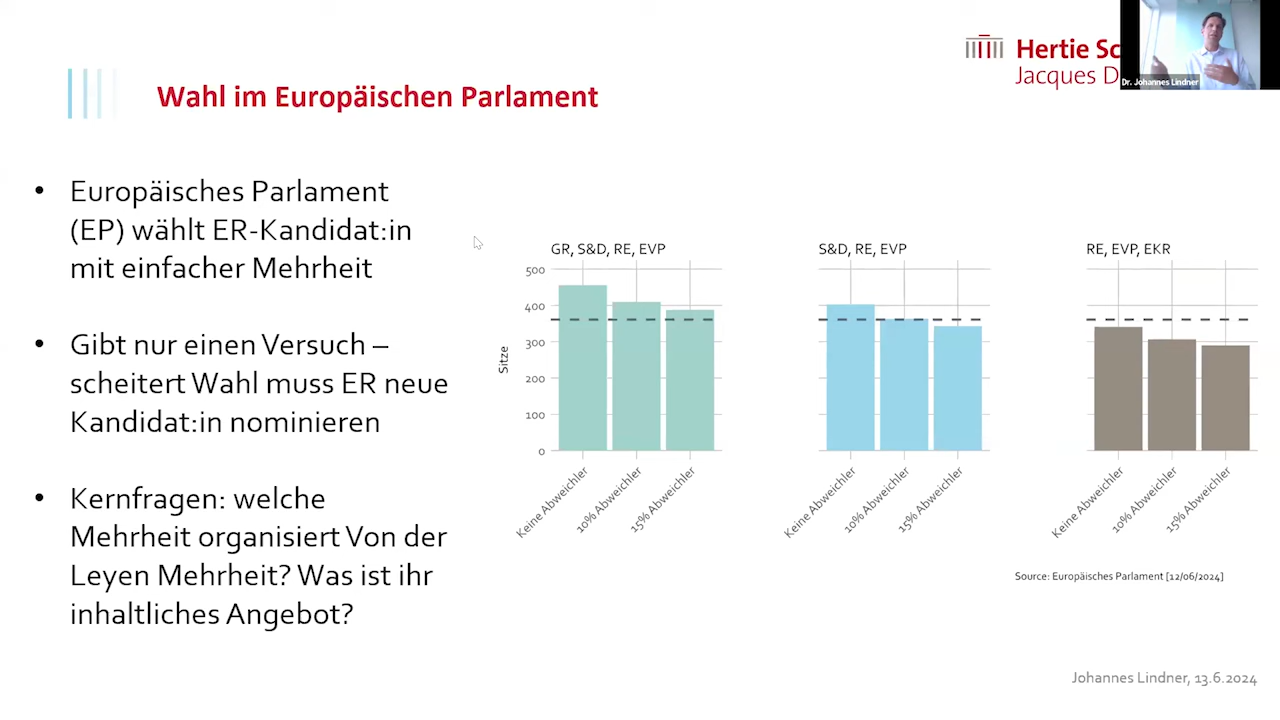 Hertie Sc
Jacques D
Dr. Johannes Lindner
Wahl im Europäischen Parlament
• Europäisches Parlament
(EP) wählt ER-Kandidat:in
mit einfacher Mehrheit
• Gibt nur einen Versuch –
scheitert Wahl muss ER neue
Kandidat:in nominieren
• Kernfragen: welche
Mehrheit organisiert Von der
Leyen Mehrheit? Was ist ihr
inhaltliches Angebot?
GR, S&D, RE, EVP
500
400
300
200
100
0
Sitze
Keine Abweichler
10% Abweichler
15% Abweichler
S&D, RE, EVP
Keine Abweichler
10% Abweichler
15% Abweichler
RE, EVP, EKR
Keine Abweichler
10% Abweichler
15% Abweichler
Source: Europäisches Parlament [12/06/2024]
Johannes Lindner, 13.6.2024